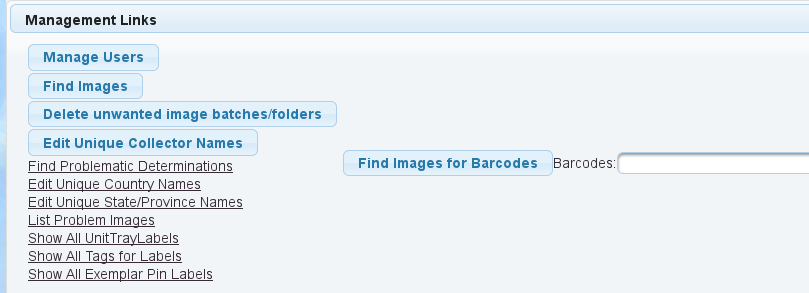 Management Links
Manage Users
Find Images
Delete unwanted image batches/folders
Edit Unique Collector Names
Find Images for Barcodes Barcodes:
Find Problematic Determinations
Edit Unique Country Names
Edit Unique State/Province Names
List Problem Images
Show All UnitTrayLabels
Show All Tags for Labels
Show All Exemplar Pin Labels